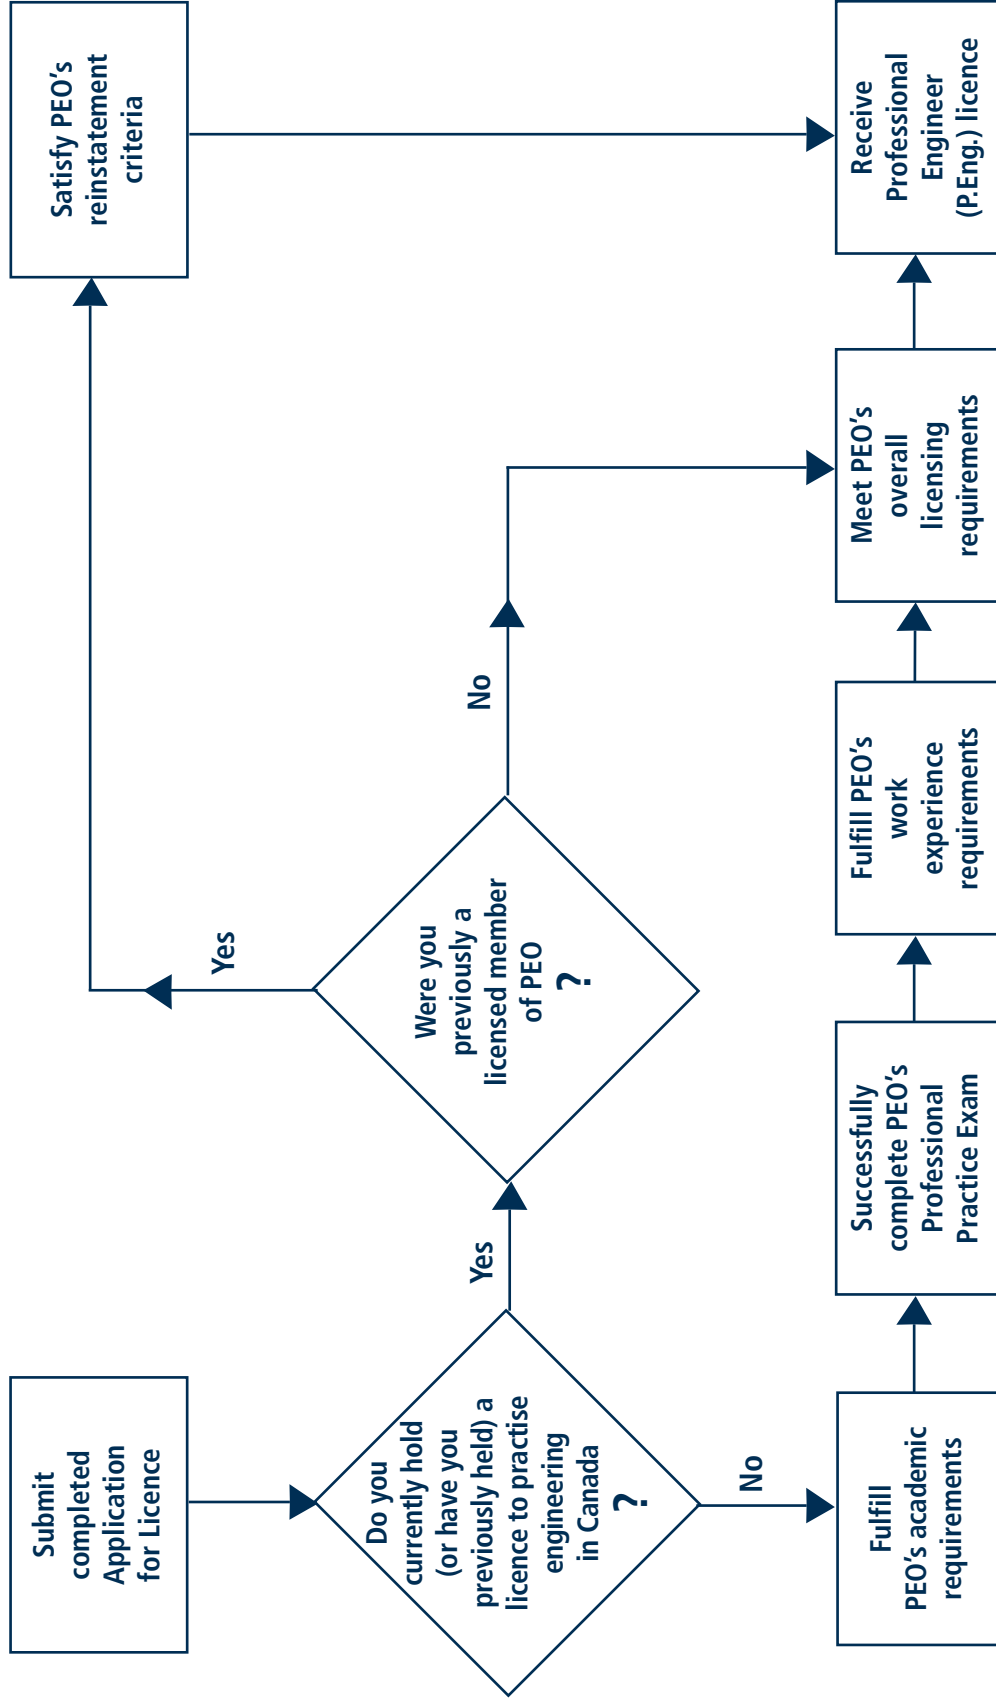 Submit
completed
Application
for Licence
Satisfy PEO’s
reinstatement
criteria
Do you
currently hold
(or have you
previously held) a
licence to practise
engineering
in Canada
?
Yes
Were you
previously a
licensed member
of PEO
?
Yes
No
No
Fulfill
PEO’s academic
requirements
Successfully
complete PEO’s
Professional
Practice Exam
Fulfill PEO’s
work
experience
requirements
Meet PEO’s
overall
licensing
requirements
Receive
Professional
Engineer
(P.Eng.) licence